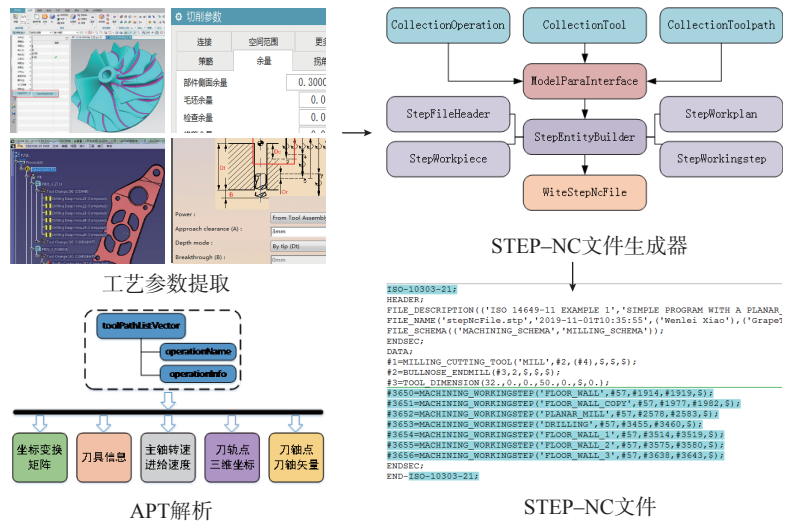 切削参数
连接
空间范围
策略
余量
部件侧面余量
0.3000
毛坯余量
0.0
检查余量
0.0
Power :
From Tool Assembly
Approach clearance (A) :
3mm
Depth mode :
By tip (Dt)
Breakthrough (B) :
0mm
工艺参数提取
toolPathListVector
operationName
operationInfo
坐标变换
矩阵
刀具信息
主轴转速
进给速度
刀轨点
三维坐标
刀轴点
刀轴矢量
APT解析
CollectionOperation
CollectionTool
CollectionToolpath
ModelParaInterface
StepFileHeader
StepWorkplan
StepEntityBuilder
StepWorkpiece
StepWorkingstep
WiteStepNcFile
STEP–NC文件生成器
ISO-10303-21;
HEADER;
FILE_DESCRIPTION(('ISO 14649-11 EXAMPLE 1','SIMPLE PROGRAM WITH A PLANAR_
FILE_NAME('stepNcFile.stp','2019-11-01T10:35:55',('Wenlei Xiao'),('GrapeT
FILE_SCHEMA(('MACHINING_SCHEMA','MILLING_SCHEMA'));
ENDSEC;
DATA;
#1=MILLING_CUTTING_TOOL('MILL',#2,(#4),$,$,$);
#2=BULLNOSE_ENDMILL(#3,2,$,$,$);
#3=TOOL_DIMENSION(32.,0.,0.,50.,0.,$,0.);
#3650=MACHINING_WORKINGSTEP('FLOOR_WALL',#57,#1914,#1919,$);
#3651=MACHINING_WORKINGSTEP('FLOOR_WALL_COPY',#57,#1977,#1982,$);
#3652=MACHINING_WORKINGSTEP('PLANAR_MILL',#57,#2578,#2583,$);
#3653=MACHINING_WORKINGSTEP('DRILLING',#57,#3455,#3460,$);
#3654=MACHINING_WORKINGSTEP('FLOOR_WALL_1',#57,#3514,#3519,$);
#3655=MACHINING_WORKINGSTEP('FLOOR_WALL_2',#57,#3575,#3580,$);
#3656=MACHINING_WORKINGSTEP('FLOOR_WALL_3',#57,#3638,#3643,$);
ENDSEC;
END-ISO-10303-21;
STEP–NC文件